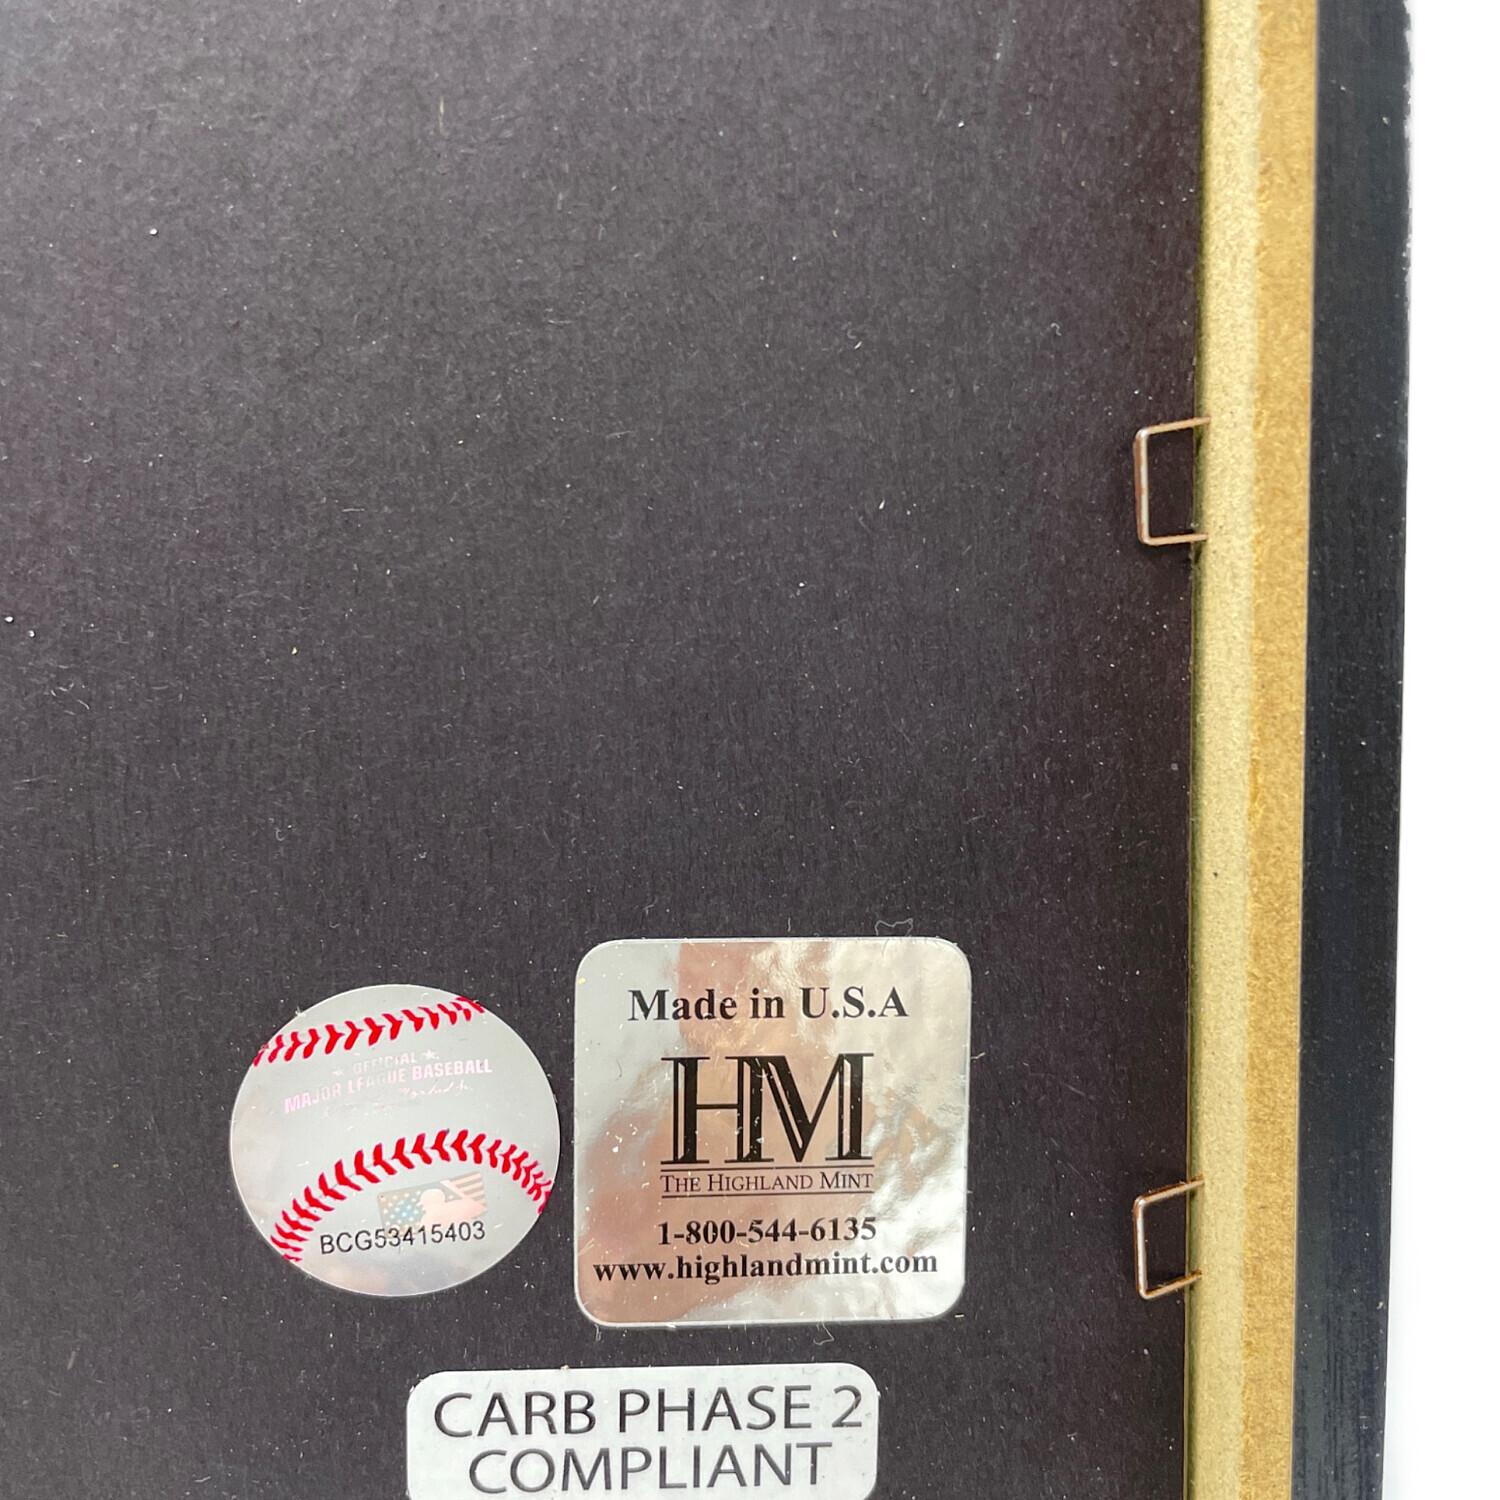 OFFICIAL
MAJOR LEAGUE BASEBALL
BCG53415403
Made in U.S.A
HM
THE HIGHLAND MINT
1-800-544-6135
www.highlandmint.com
CARB PHASE 2
COMPLIANT